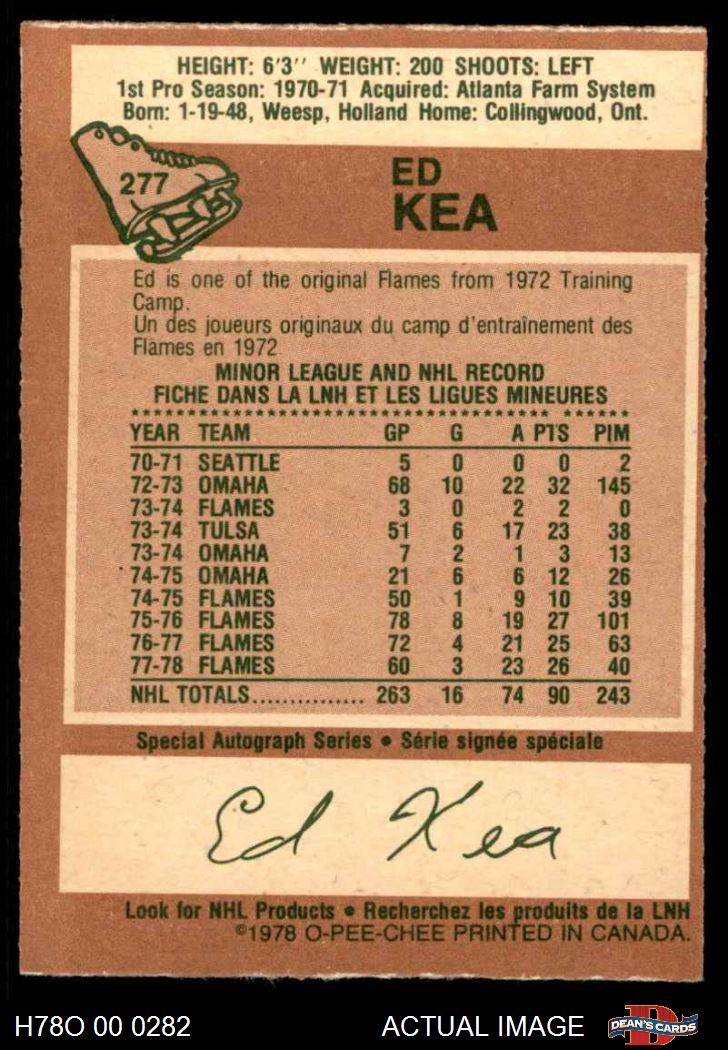 HEIGHT: 6'3'' WEIGHT: 200 SHOOTS: LEFT
1st Pro Season: 1970-71 Acquired: Atlanta Farm System
Born: 1-19-48, Weesp, Holland Home: Collingwood, Ont.
277
ED
KEA
Ed is one of the original Flames from 1972 Training
Camp.
Un des joueurs originaux du camp d'entraînement des
Flames en 1972
MINOR LEAGUE AND NHL RECORD
FICHE DANS LA LNH ET LES LIGUES MINEURES
YEAR TEAM GP G A PTS PIM
70-71 SEATTLE 5 0 0 0 2
72-73 OMAHA 68 10 22 32 145
73-74 FLAMES 3 0 2 2 0
73-74 TULSA 51 6 17 23 38
73-74 OMAHA 7 2 1 3 13
74-75 OMAHA 21 6 6 12 26
74-75 FLAMES 50 1 9 10 39
75-76 FLAMES 78 8 19 27 101
76-77 FLAMES 72 4 21 25 63
77-78 FLAMES 60 3 23 26 40
NHL TOTALS............... 263 16 74 90 243
Special Autograph Series • Série signée spéciale
Ed Kea
Look for NHL Products • Recherchez les produits de la LNH
©1978 O-PEE-CHEE PRINTED IN CANADA.
H78O 00 0282 ACTUAL IMAGE DEAN'S CARDS